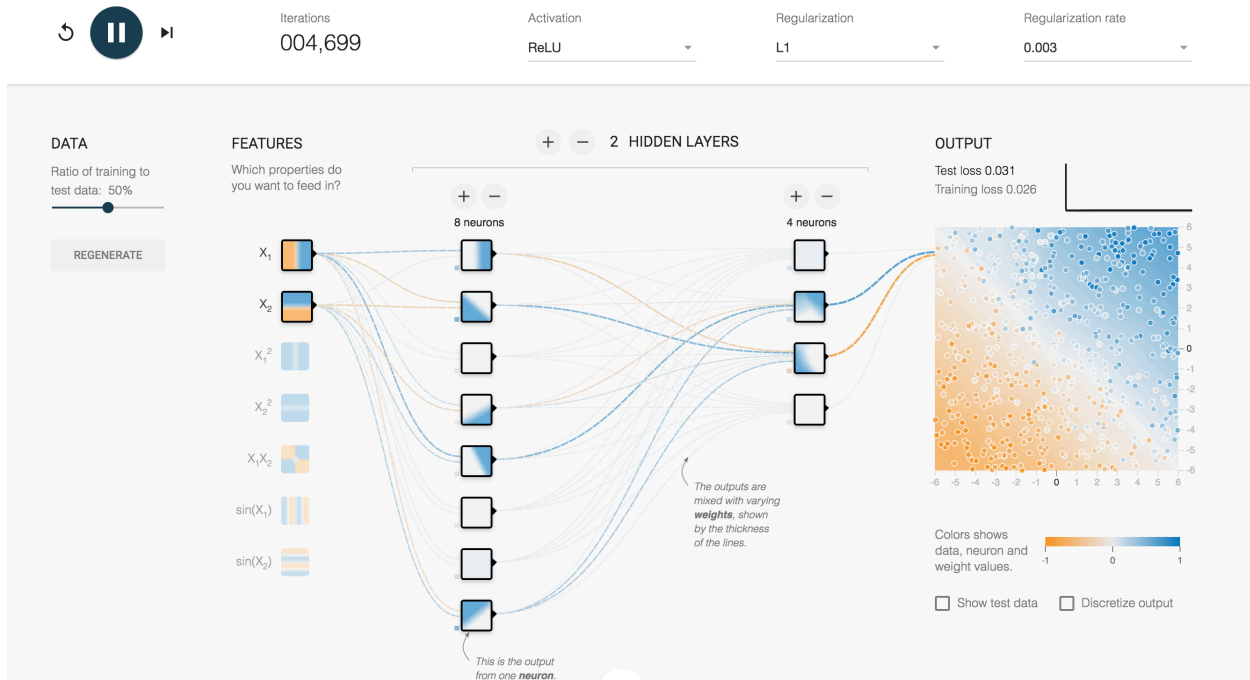 Iterations
004,699
Activation
ReLU
Regularization
L1
Regularization rate
0.003
DATA
Ratio of training to
test data: 50%
REGENERATE
FEATURES
Which properties do
you want to feed in?
X₁
X₂
X₁²
X₂²
X₁X₂
sin(X₁)
sin(X₂)
+ − 2 HIDDEN LAYERS
+ −
8 neurons
+ −
4 neurons
The outputs are
mixed with varying
weights, shown
by the thickness
of the lines.
This is the output
from one neuron.
OUTPUT
Test loss 0.031
Training loss 0.026
6
5
4
3
2
1
0
-1
-2
-3
-4
-5
-6
-6 -5 -4 -3 -2 -1 0 1 2 3 4 5 6
Colors shows
data, neuron and
weight values.
-1 0 1
Show test data
Discretize output